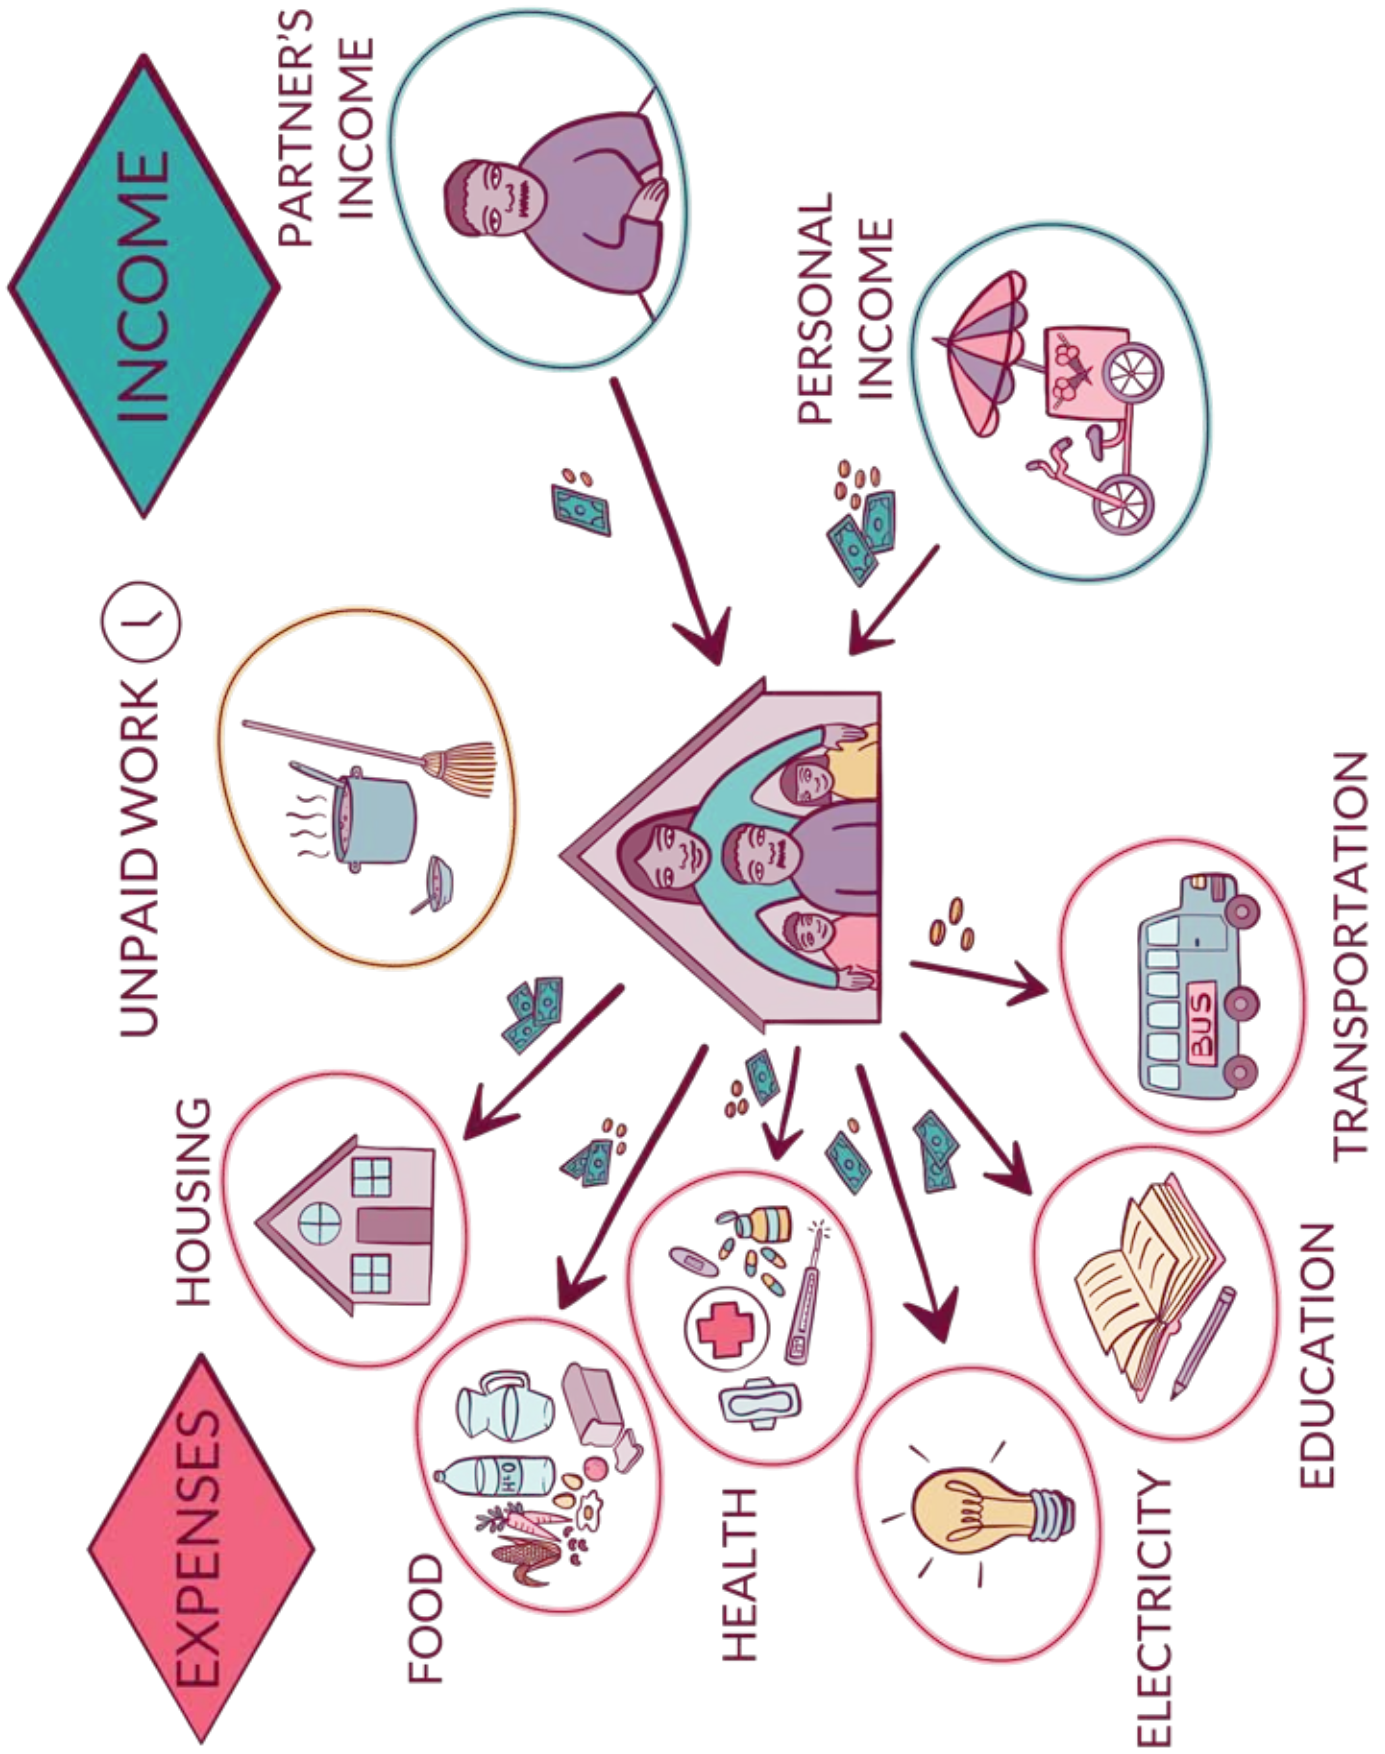 EXPENSES
INCOME
HOUSING
UNPAID WORK
PARTNER'S
INCOME
FOOD
H2O
HEALTH
PERSONAL
INCOME
ELECTRICITY
BUS
EDUCATION
TRANSPORTATION